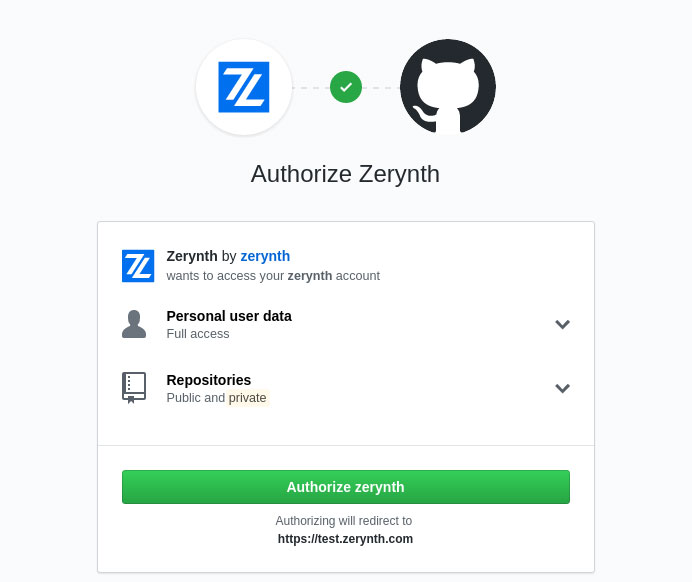 Authorize Zerynth
Zerynth by zerynth
wants to access your zerynth account
Personal user data
Full access
Repositories
Public and private
Authorize zerynth
Authorizing will redirect to
https://test.zerynth.com